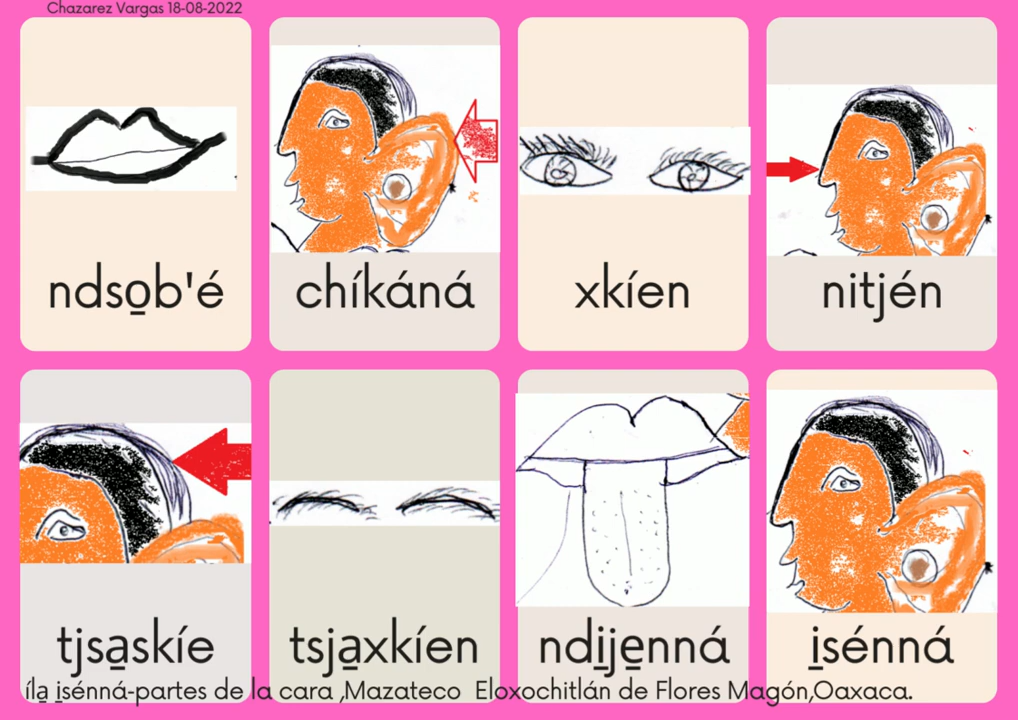 Chazarez Vargas 18-08-2022
ndso̲b'é
chíkáná
xkíen
nitjén
tjsa̲skíe
tsja̲xkíen
ndi̲je̲nná
i̲sénná
íla̲ i̲sénná-partes de la cara ,Mazateco Eloxochitlán de Flores Magón,Oaxaca.